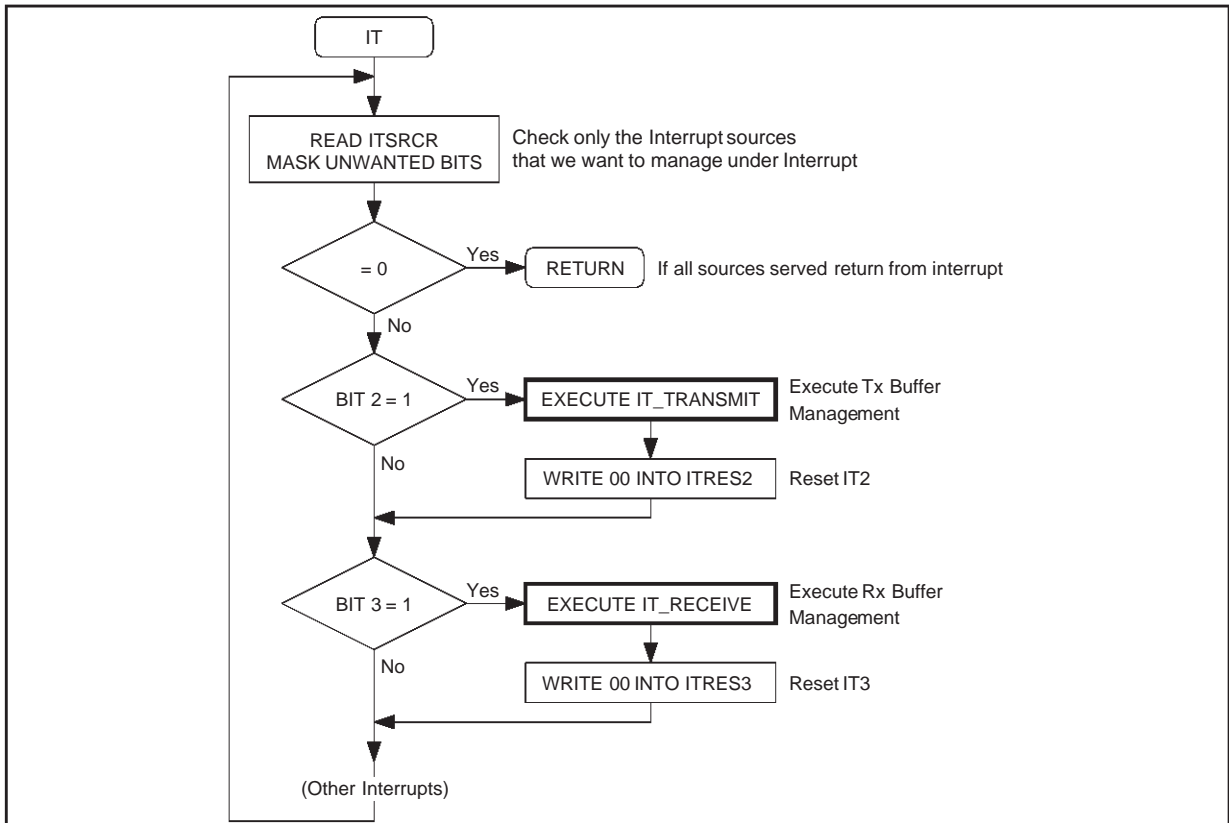 IT
READ ITSRCR
MASK UNWANTED BITS
Check only the Interrupt sources
that we want to manage under Interrupt
= 0
Yes
RETURN
If all sources served return from interrupt
No
BIT 2 = 1
Yes
EXECUTE IT_TRANSMIT
Execute Tx Buffer
Management
No
WRITE 00 INTO ITRES2
Reset IT2
BIT 3 = 1
Yes
EXECUTE IT_RECEIVE
Execute Rx Buffer
Management
No
WRITE 00 INTO ITRES3
Reset IT3
(Other Interrupts)